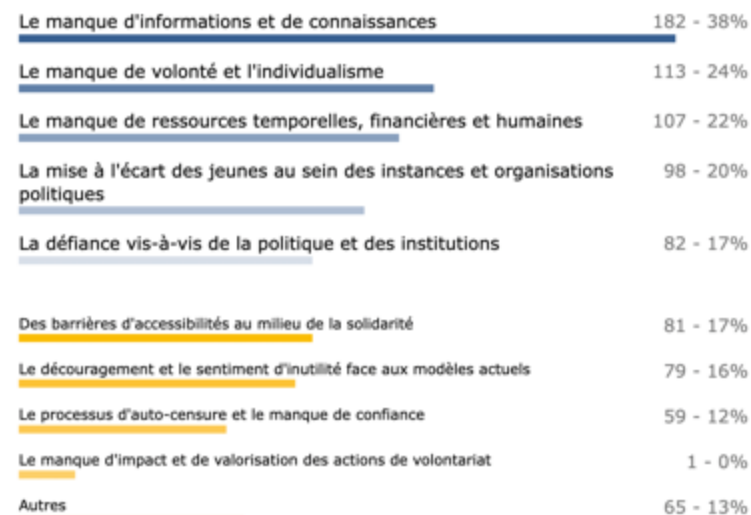 Le manque d'informations et de connaissances 182 - 38%
Le manque de volonté et l'individualisme 113 - 24%
Le manque de ressources temporelles, financières et humaines 107 - 22%
La mise à l'écart des jeunes au sein des instances et organisations 98 - 20%
politiques
La défiance vis-à-vis de la politique et des institutions 82 - 17%
Des barrières d'accessibilités au milieu de la solidarité 81 - 17%
Le découragement et le sentiment d'inutilité face aux modèles actuels 79 - 16%
Le processus d'auto-censure et le manque de confiance 59 - 12%
Le manque d'impact et de valorisation des actions de volontariat 1 - 0%
Autres 65 - 13%